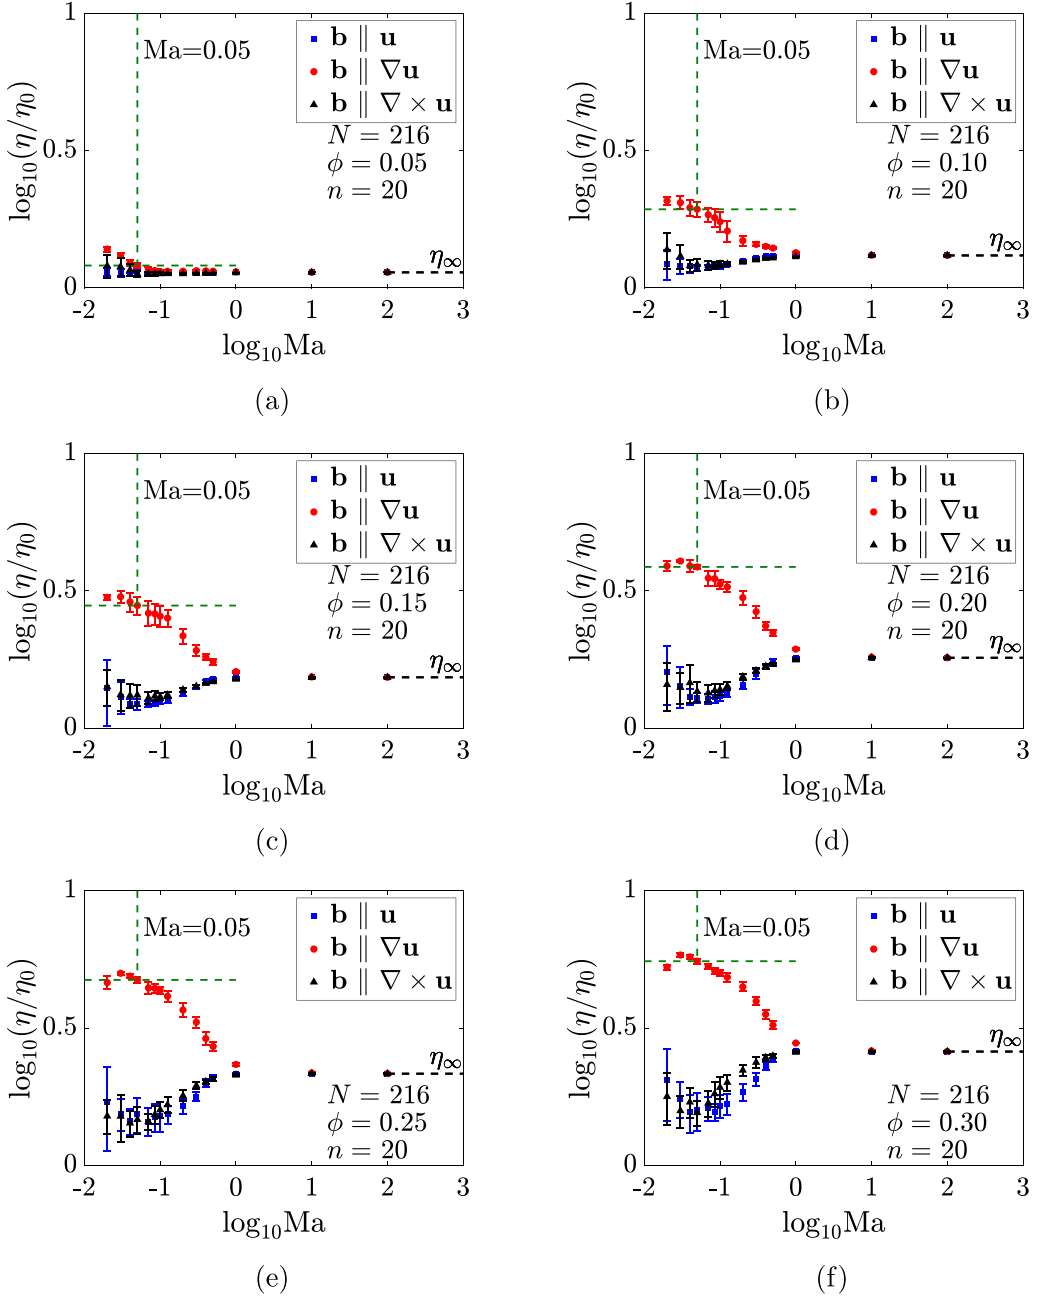 1
0.5
0
-2 -1 0 1 2 3
log₁₀(η/η₀)
log₁₀Ma
Ma=0.05
b ∥ u
b ∥ ∇u
b ∥ ∇ × u
N = 216
ϕ = 0.05
n = 20
η∞
(a)
1
0.5
0
-2 -1 0 1 2 3
log₁₀(η/η₀)
log₁₀Ma
Ma=0.05
b ∥ u
b ∥ ∇u
b ∥ ∇ × u
N = 216
ϕ = 0.10
n = 20
η∞
(b)
1
0.5
0
-2 -1 0 1 2 3
log₁₀(η/η₀)
log₁₀Ma
Ma=0.05
b ∥ u
b ∥ ∇u
b ∥ ∇ × u
N = 216
ϕ = 0.15
n = 20
η∞
(c)
1
0.5
0
-2 -1 0 1 2 3
log₁₀(η/η₀)
log₁₀Ma
Ma=0.05
b ∥ u
b ∥ ∇u
b ∥ ∇ × u
N = 216
ϕ = 0.20
n = 20
η∞
(d)
1
0.5
0
-2 -1 0 1 2 3
log₁₀(η/η₀)
log₁₀Ma
Ma=0.05
b ∥ u
b ∥ ∇u
b ∥ ∇ × u
η∞
N = 216
ϕ = 0.25
n = 20
(e)
1
0.5
0
-2 -1 0 1 2 3
log₁₀(η/η₀)
log₁₀Ma
Ma=0.05
b ∥ u
b ∥ ∇u
b ∥ ∇ × u
η∞
N = 216
ϕ = 0.30
n = 20
(f)